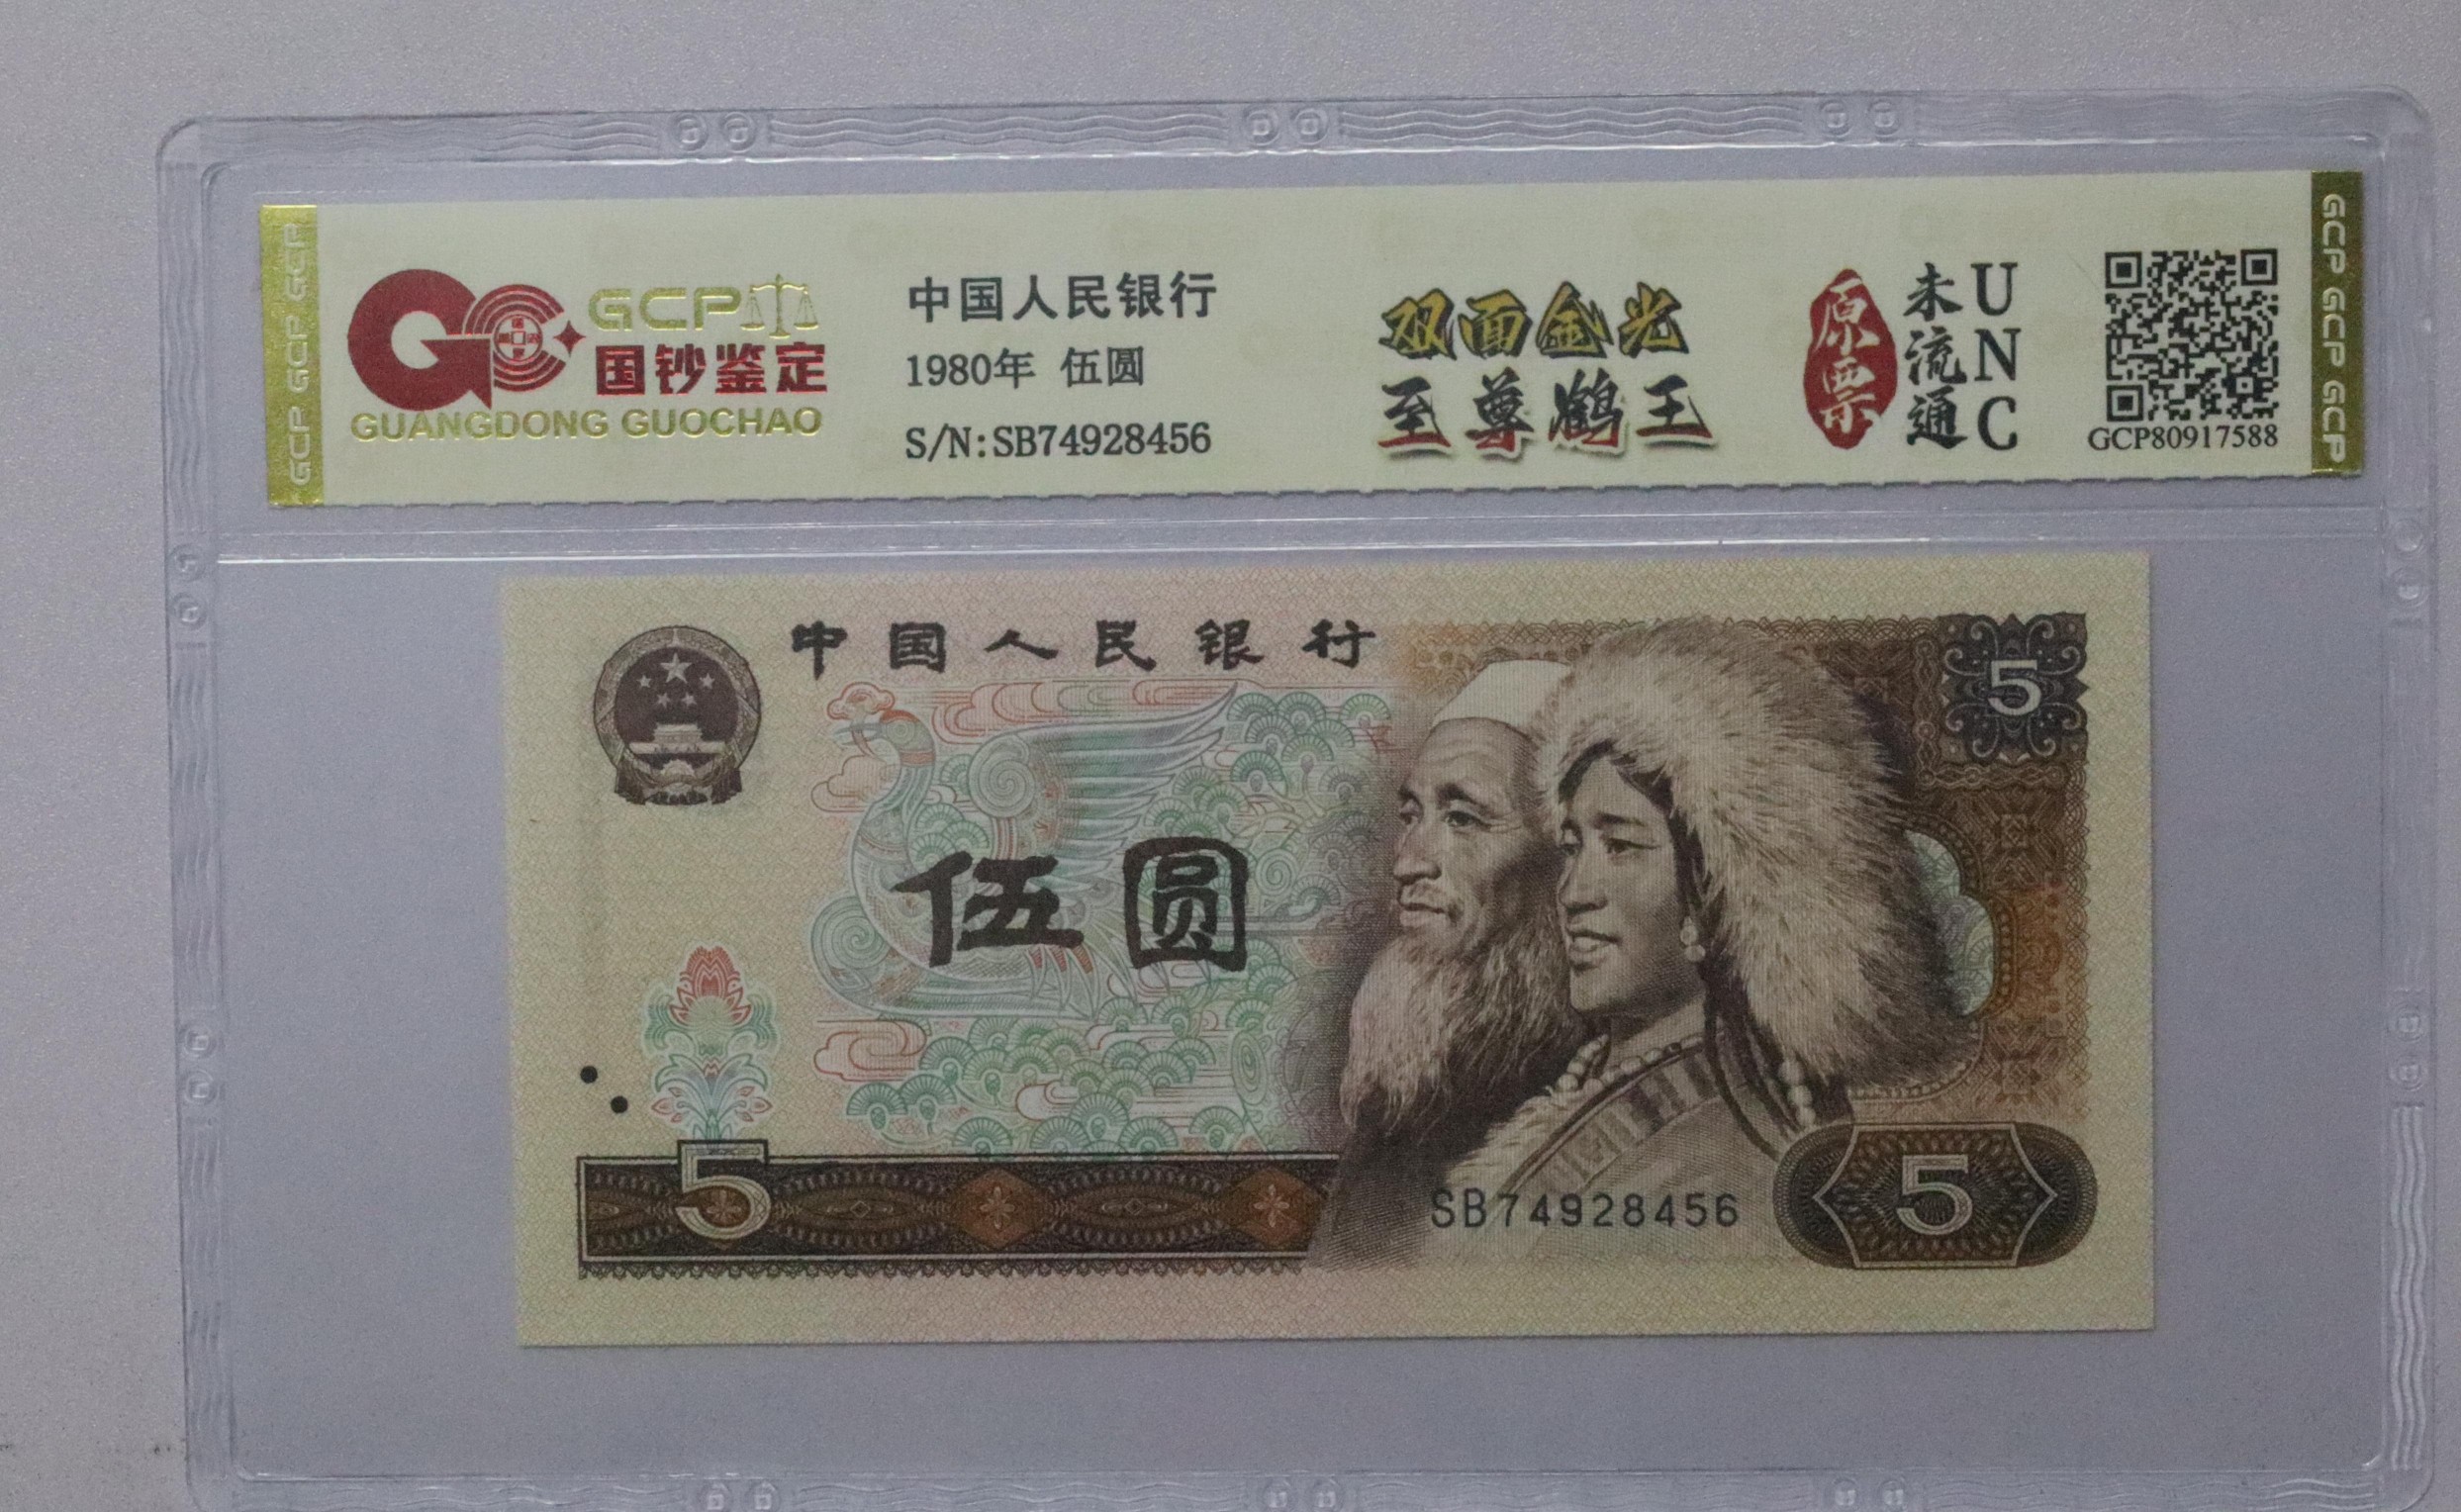 GCP GCP GCP
GCP
国钞鉴定
GUANGDONG GUOCHAO
中国人民银行
1980年 伍圆
S/N:SB74928456
双面金光
至尊鹤王
原票
未流通
UNC
GCP80917588
GCP GCP GCP
中国人民银行
5
伍圆
5
SB74928456
5